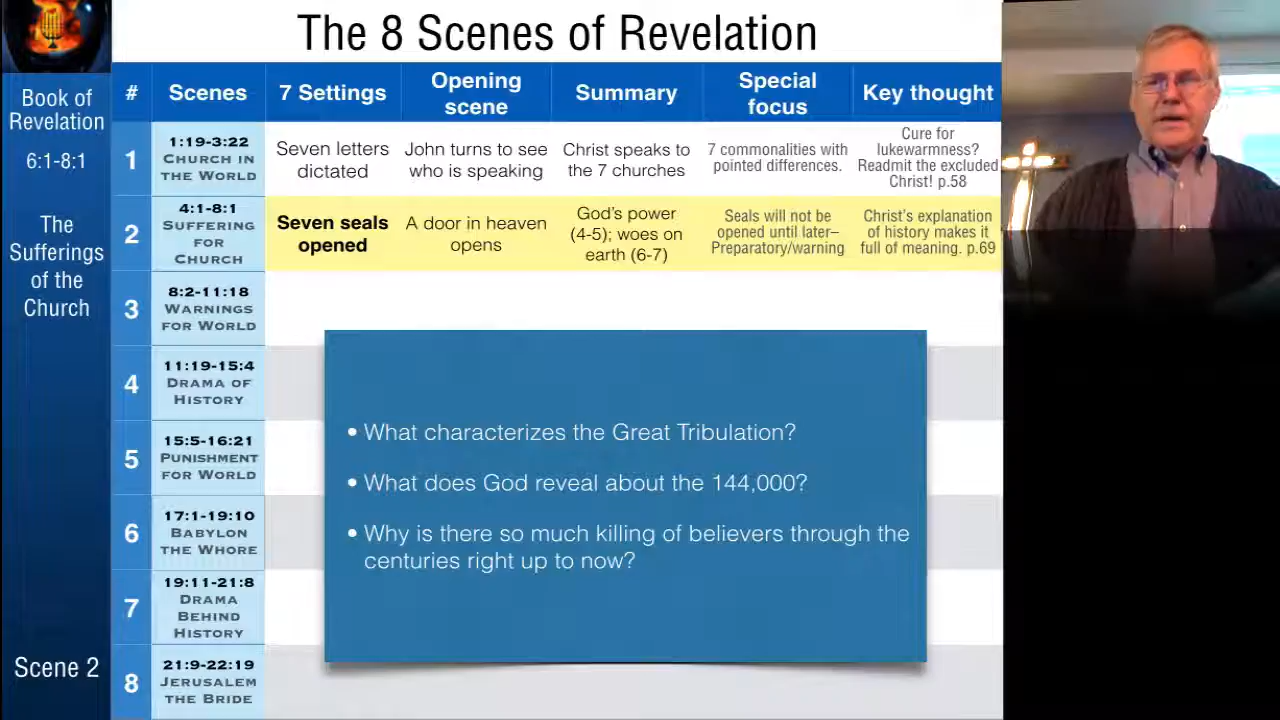 The 8 Scenes of Revelation
Book of
Revelation
6:1-8:1
The
Sufferings
of the
Church
Scene 2
#
Scenes
7 Settings
Opening
scene
Summary
Special
focus
Key thought
1
1:19-3:22
Church in
the World
Seven letters
dictated
John turns to see
who is speaking
Christ speaks to
the 7 churches
7 commonalities with
pointed differences.
Cure for
lukewarmness?
Readmit the excluded
Christ! p.58
2
4:1-8:1
Suffering
for
Church
Seven seals
opened
A door in heaven
opens
God's power
(4-5); woes on
earth (6-7)
Seals will not be
opened until later–
Preparatory/warning
Christ's explanation
of history makes it
full of meaning. p.69
3
8:2-11:18
Warnings
for World
4
11:19-15:4
Drama of
History
5
15:5-16:21
Punishment
for World
6
17:1-19:10
Babylon
the Whore
7
19:11-21:8
Drama
Behind
History
8
21:9-22:19
Jerusalem
the Bride
• What characterizes the Great Tribulation?
• What does God reveal about the 144,000?
• Why is there so much killing of believers through the
centuries right up to now?